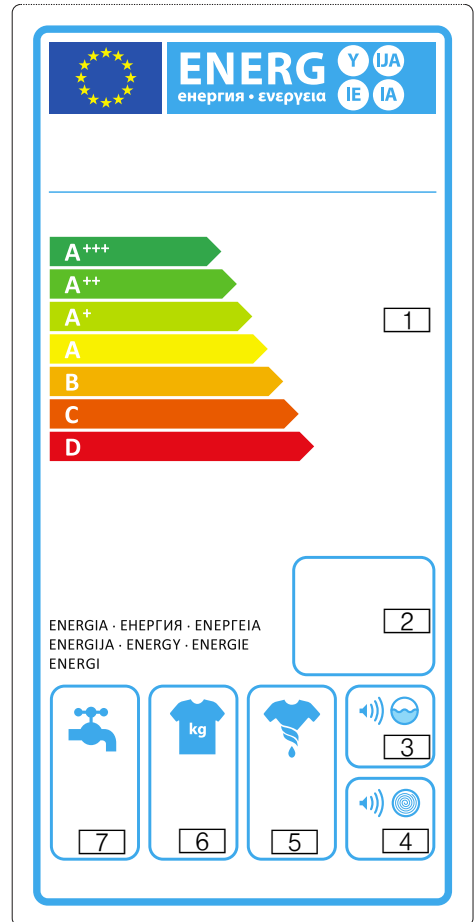 ENERG Y IJA
енергия · ενεργεια IE IA
A+++
A++
A+
1
A
B
C
D
2
ENERGIA · ЕНЕРГИЯ · ΕΝΕΡΓΕΙΑ
ENERGIJA · ENERGY · ENERGIE
ENERGI
kg
3
7
6
5
4